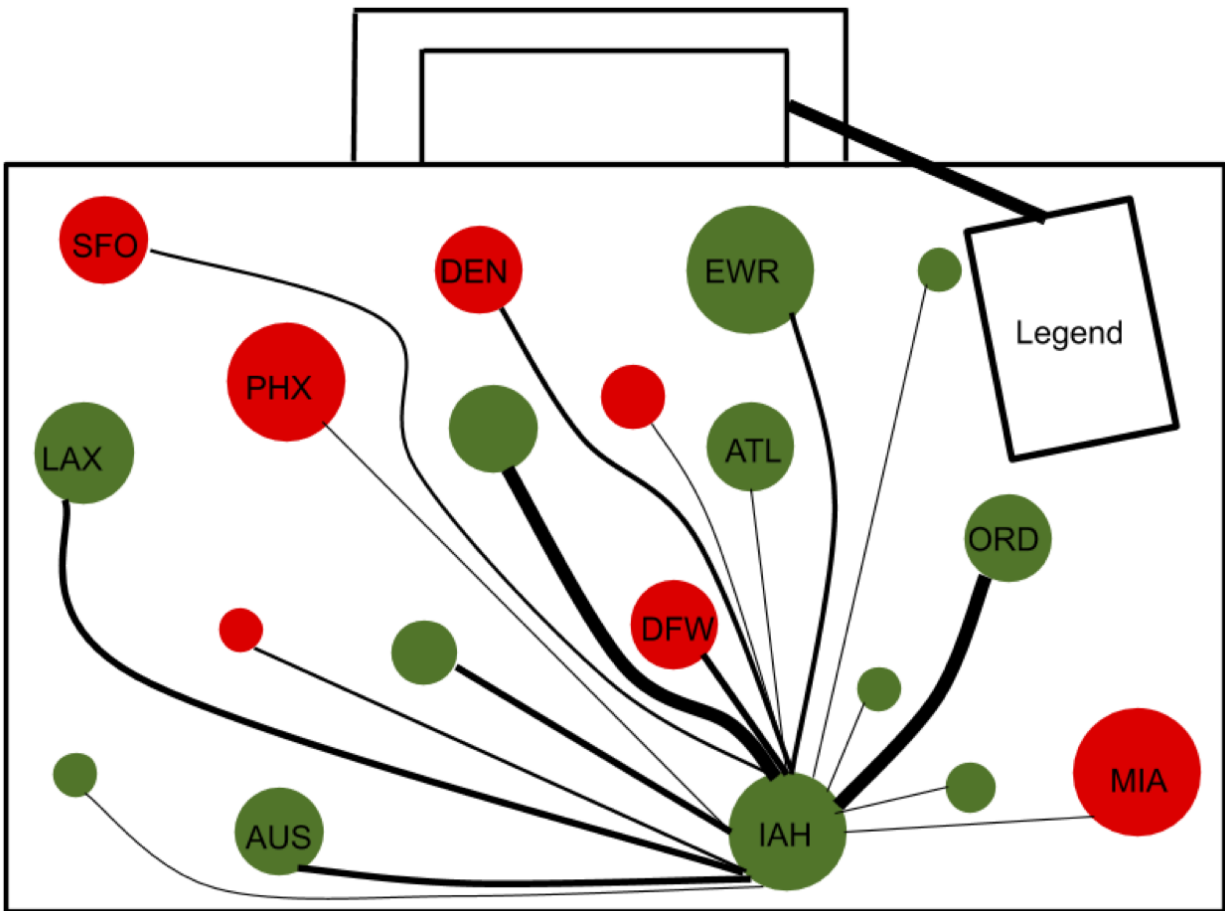 SFO
DEN
EWR
Legend
PHX
LAX
ATL
ORD
DFW
MIA
AUS
IAH